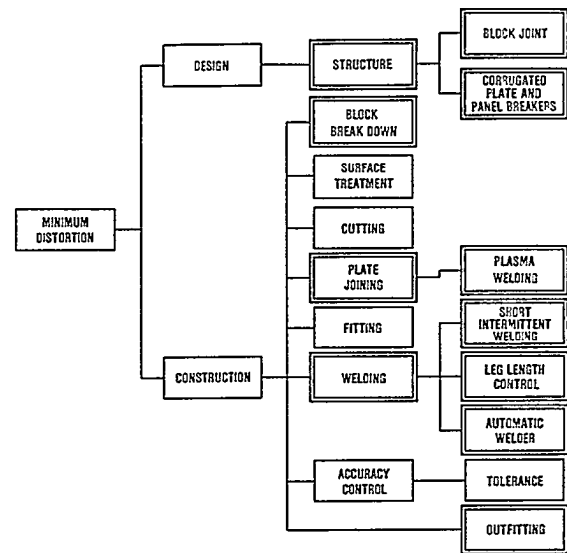 DESIGN
STRUCTURE
BLOCK JOINT
CORRUGATED
PLATE AND
PANEL BREAKERS
BLOCK
BREAK DOWN
SURFACE
TREATMENT
MINIMUM
DISTORTION
CUTTING
PLATE
JOINING
PLASMA
WELDING
FITTING
SHORT
INTERMITTENT
WELDING
CONSTRUCTION
WELDING
LEG LENGTH
CONTROL
AUTOMATIC
WELDER
ACCURACY
CONTROL
TOLERANCE
OUTFITTING